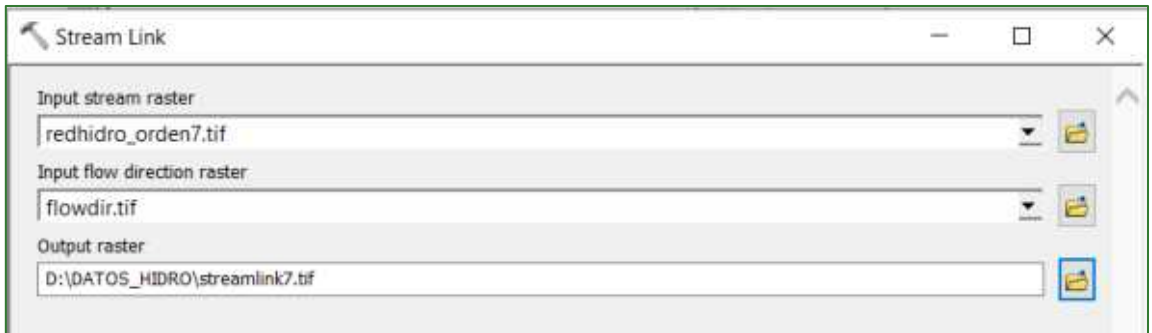 Stream Link
Input stream raster
redhidro_orden7.tif
Input flow direction raster
flowdir.tif
Output raster
D:\DATOS_HIDRO\streamlink7.tif